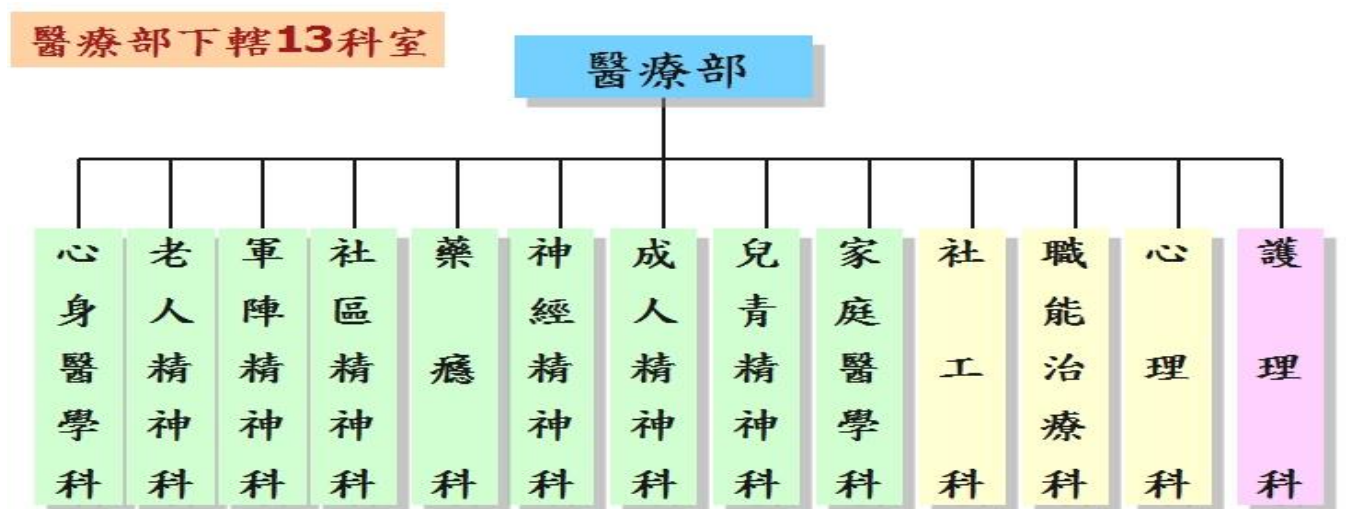 醫療部下轄13科室
醫療部
心身醫學科
老人精神科
軍陣精神科
社區精神科
藥癮科
神經精神科
成人精神科
兒青精神科
家庭醫學科
社工科
職能治療科
心理科
護理科